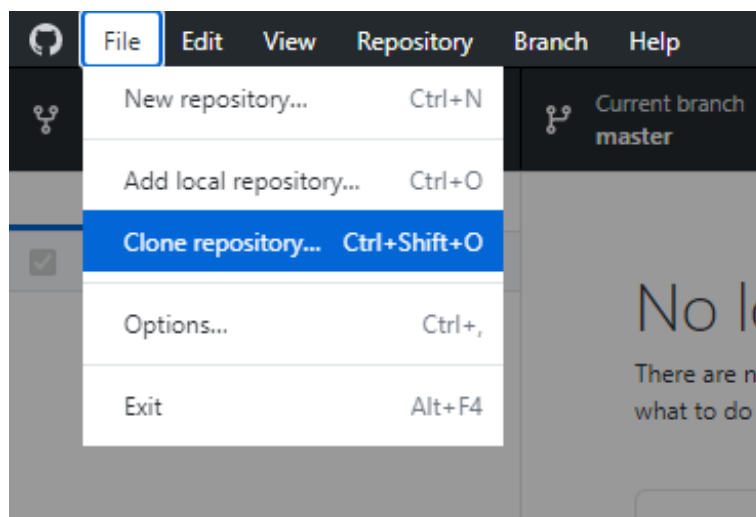 File Edit View Repository Branch Help
New repository... Ctrl+N
Current branch
master
Add local repository... Ctrl+O
Clone repository... Ctrl+Shift+O
Options... Ctrl+,
No
There are
what to do
Exit Alt+F4